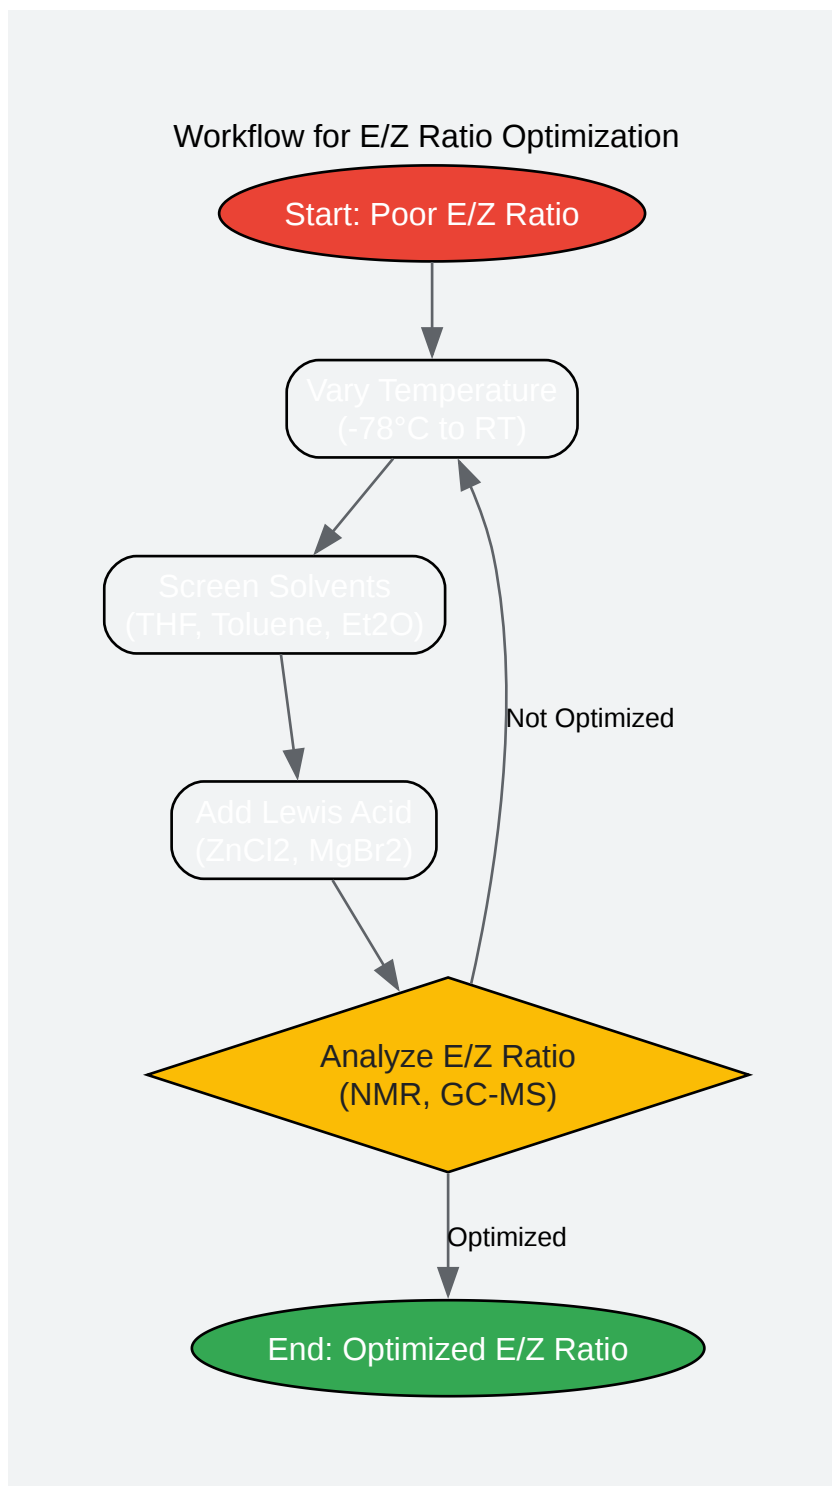 Workflow for E/Z Ratio Optimization
Start: Poor E/Z Ratio
Vary Temperature
(-78°C to RT)
Screen Solvents
(THF, Toluene, Et2O)
Not Optimized
Add Lewis Acid
(ZnCl2, MgBr2)
Analyze E/Z Ratio
(NMR, GC-MS)
Optimized
End: Optimized E/Z Ratio